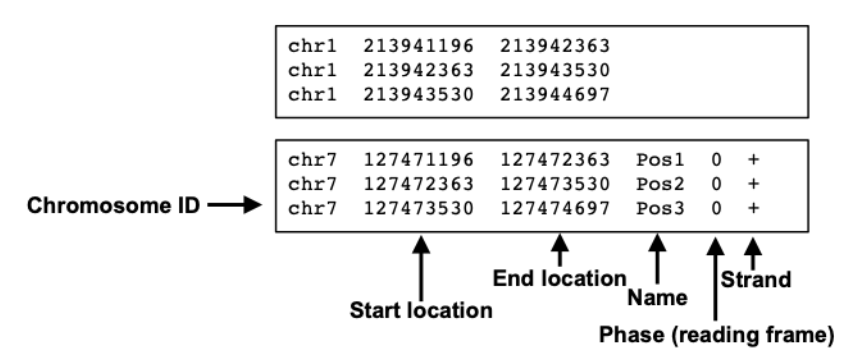 chr1 213941196 213942363
chr1 213942363 213943530
chr1 213943530 213944697
chr7 127471196 127472363 Pos1 0 +
chr7 127472363 127473530 Pos2 0 +
chr7 127473530 127474697 Pos3 0 +
Chromosome ID
Start location
End location
Name
Phase (reading frame)
Strand